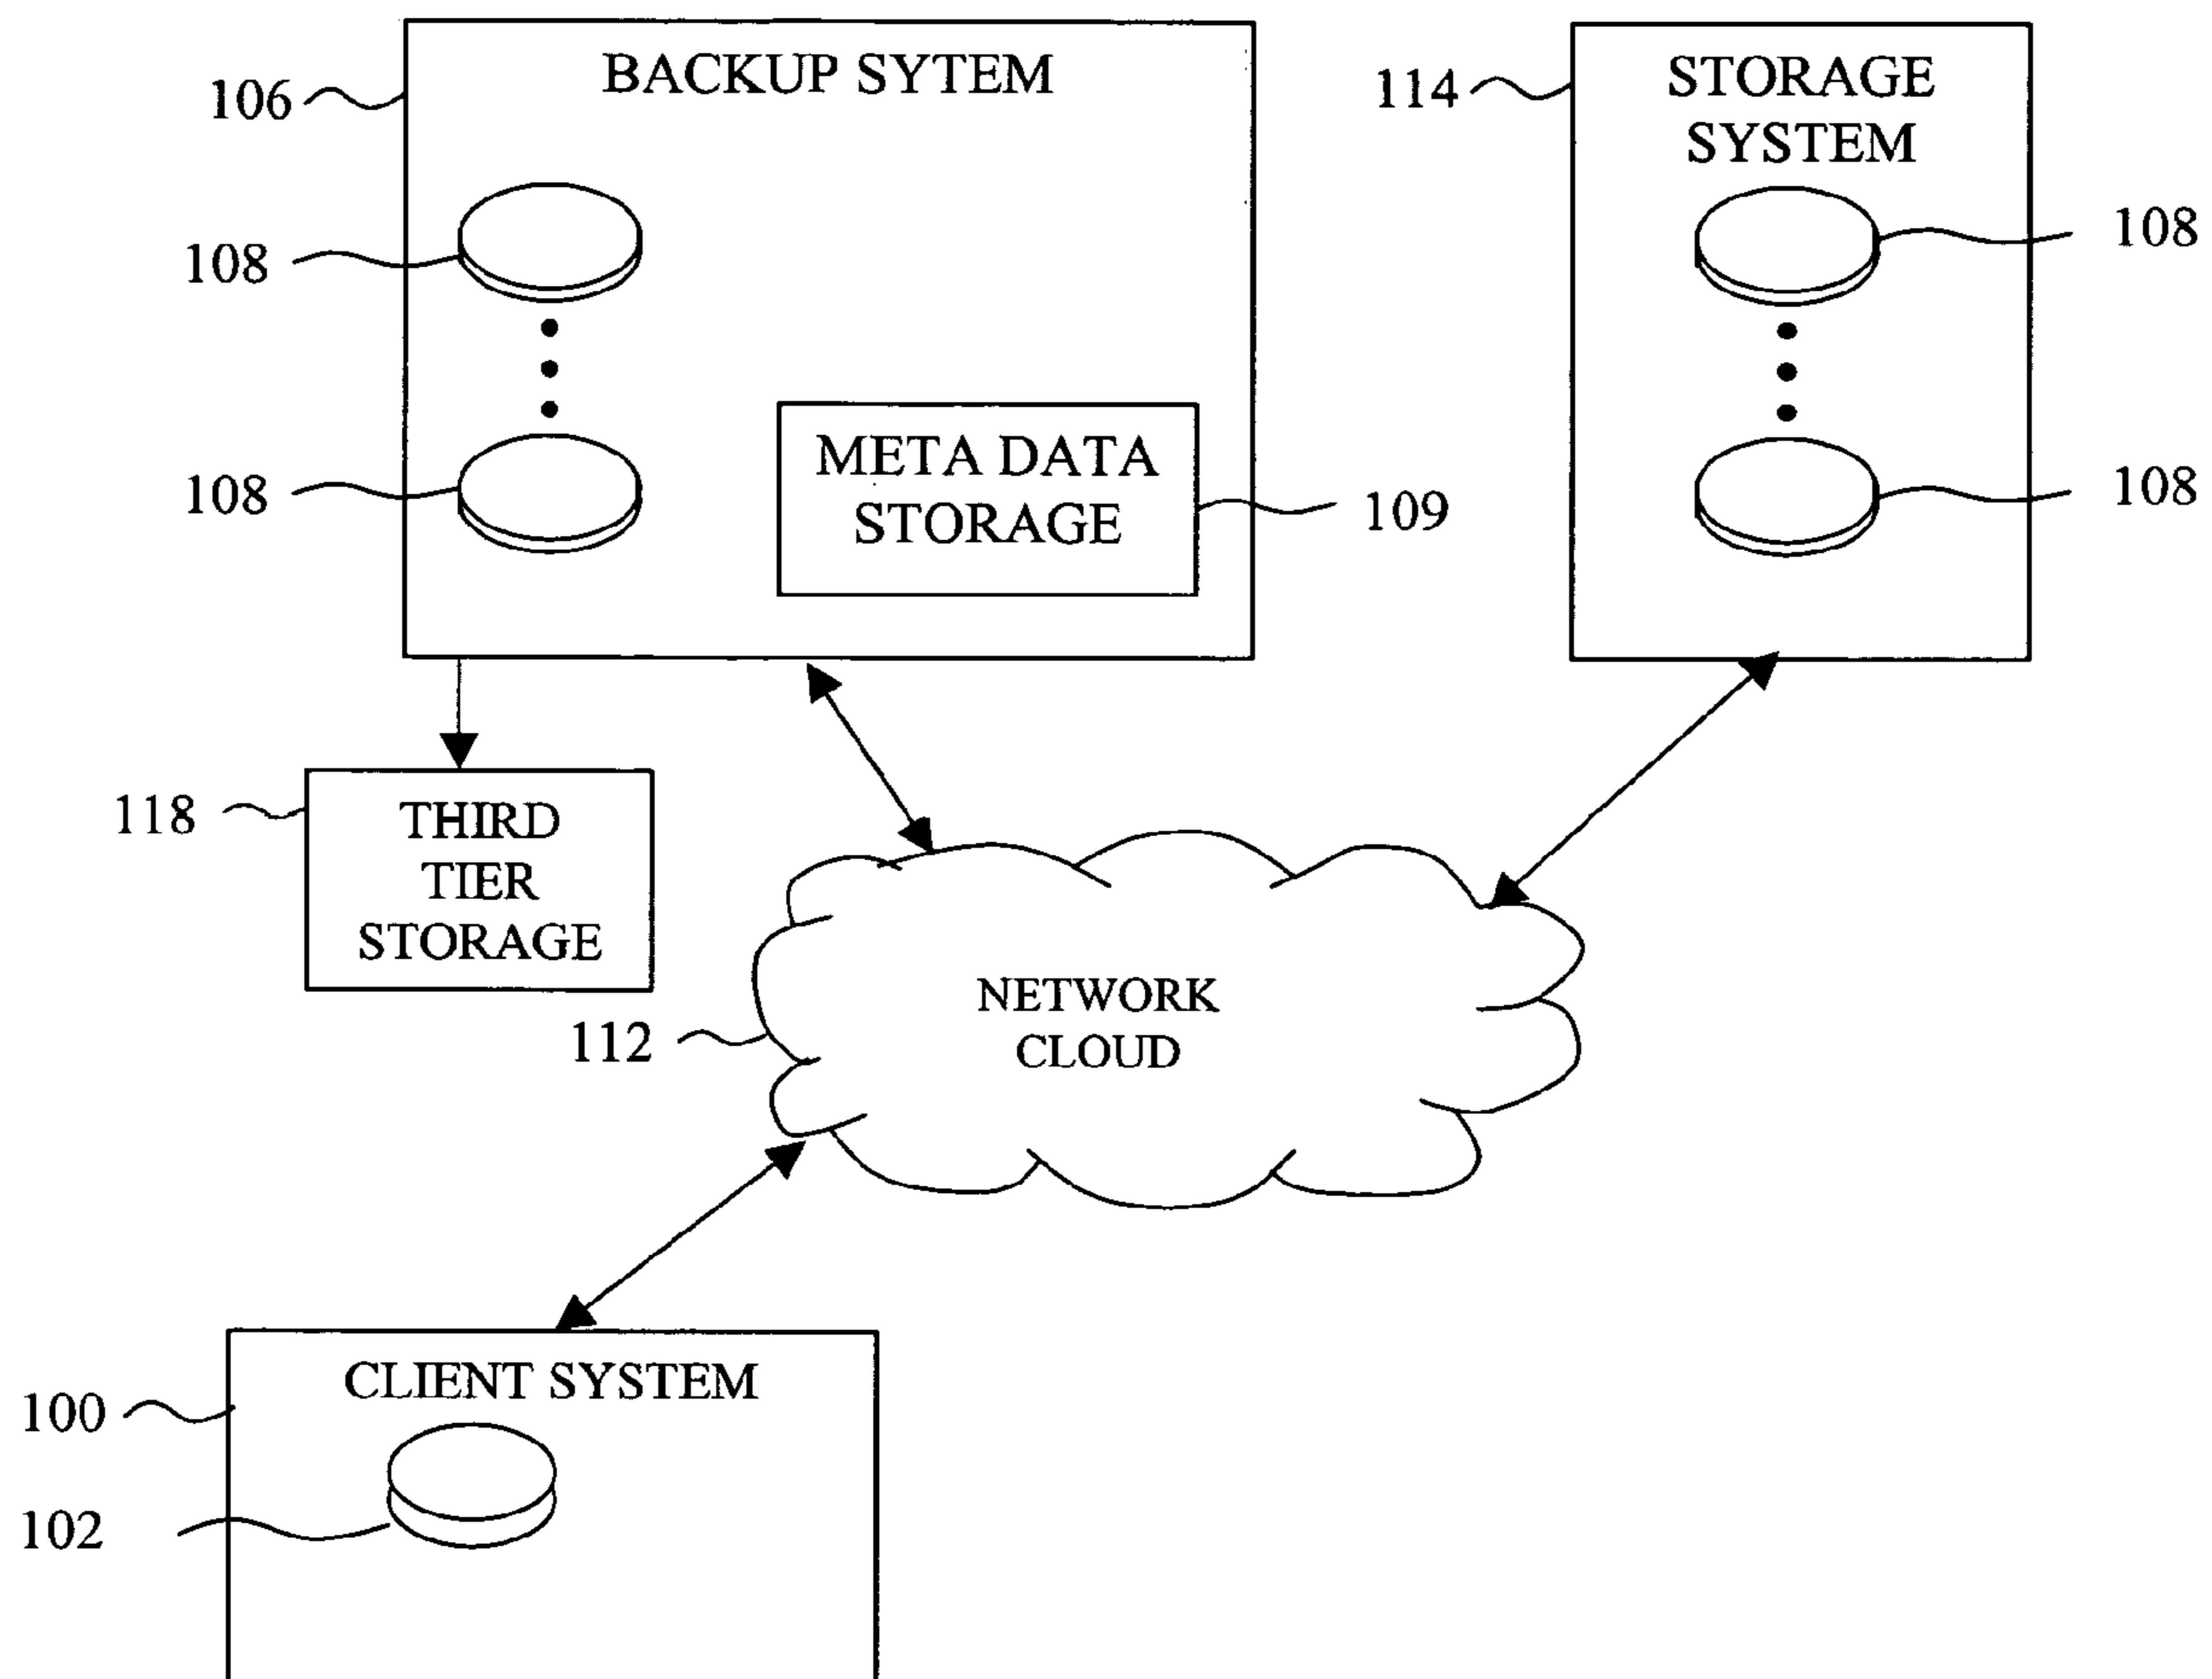 BACKUP SYTEM
106
108
108
META DATA
STORAGE
109
STORAGE
SYSTEM
114
108
108
118
THIRD
TIER
STORAGE
NETWORK
CLOUD
112
CLIENT SYSTEM
100
102